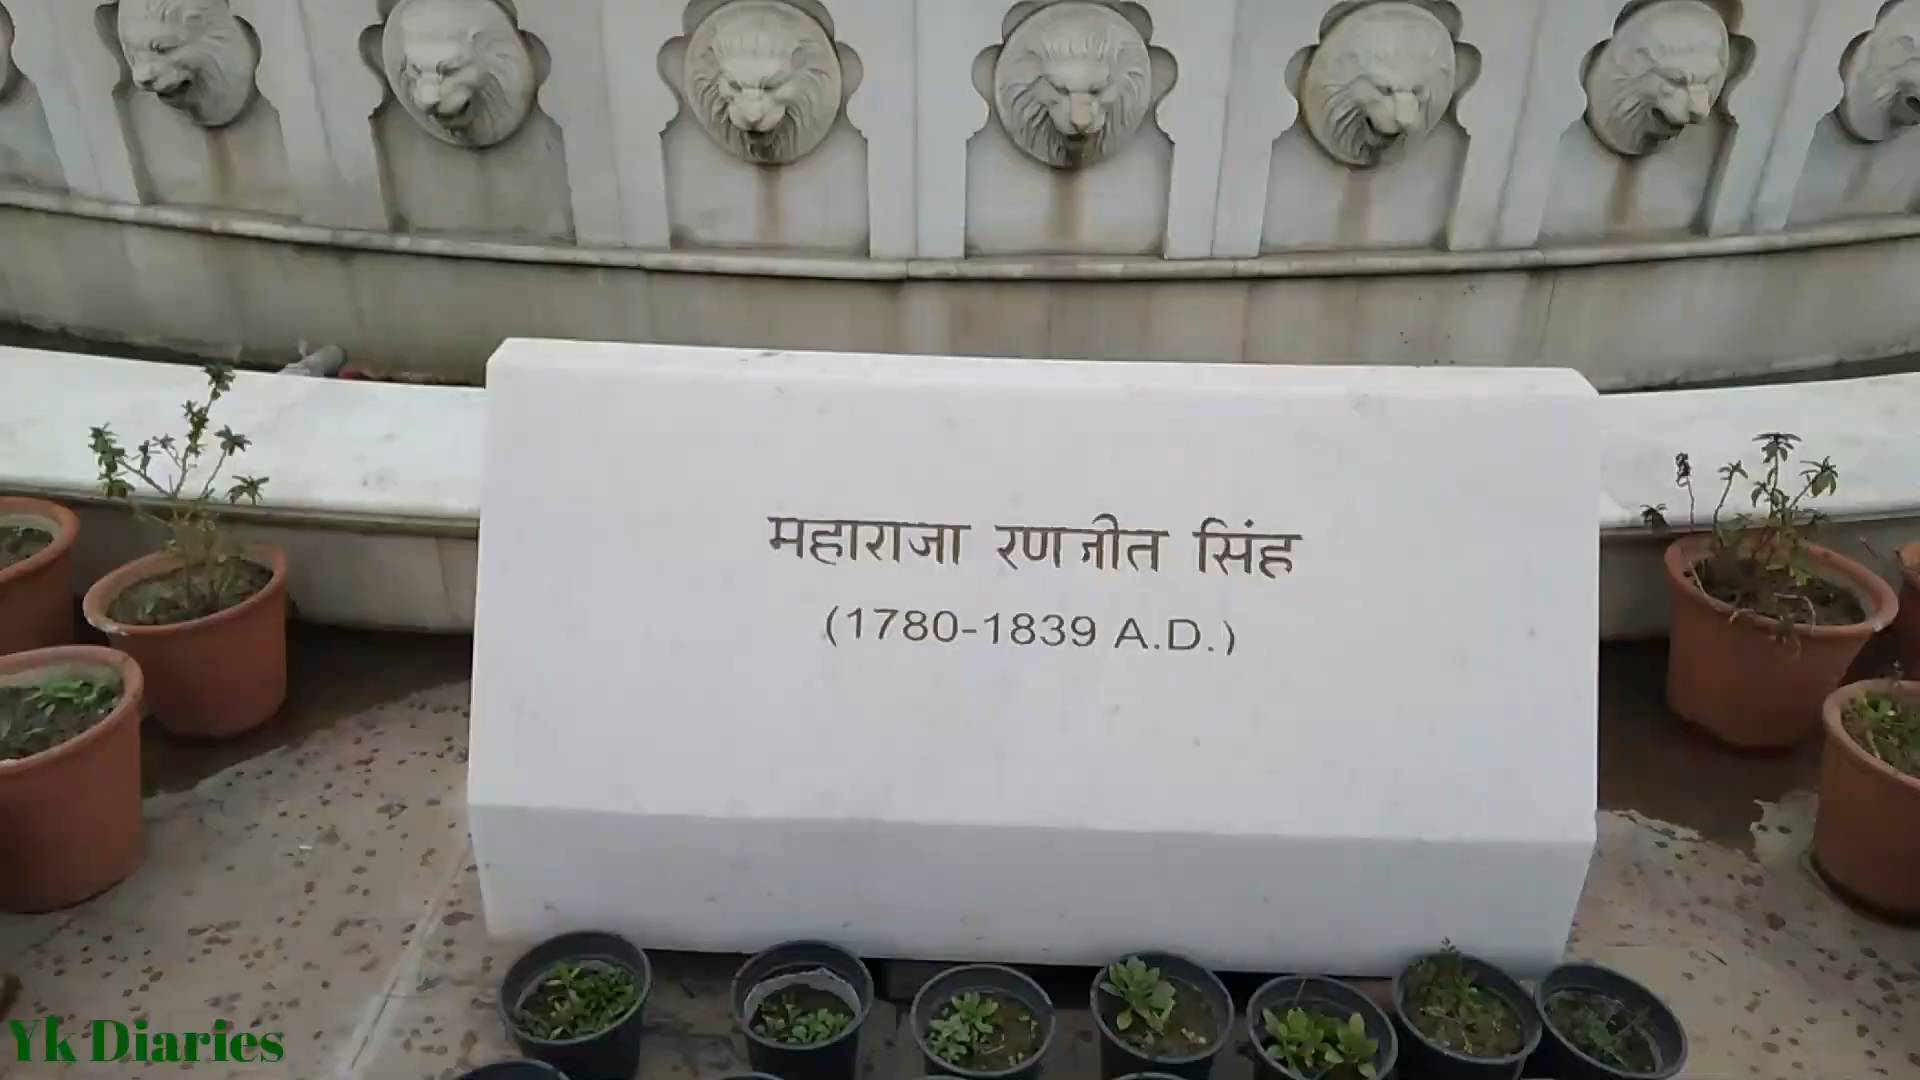 महाराजा रणजीत सिंह
(1780-1839 A.D.)
Yk Diaries